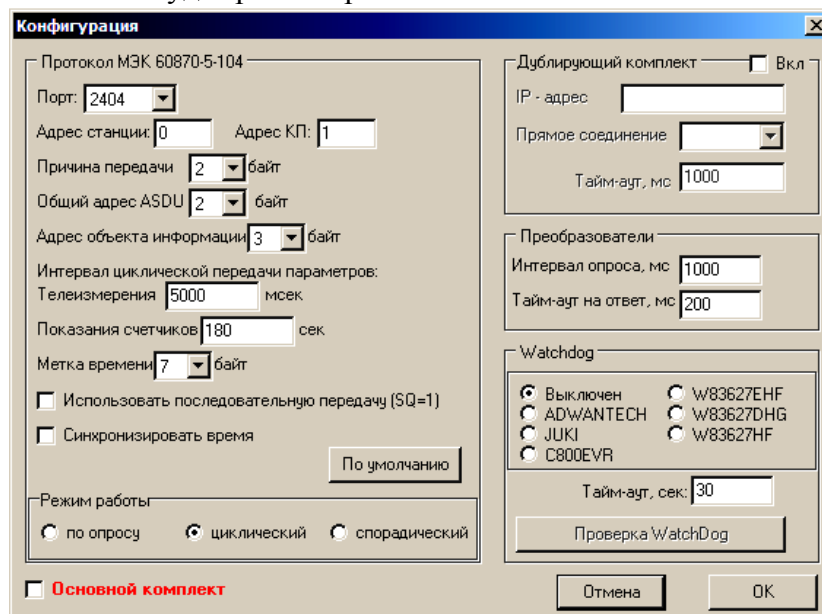 Конфигурация
Протокол МЭК 60870-5-104
Порт: 2404
Адрес станции: 0 Адрес КП: 1
Причина передачи 2 байт
Общий адрес ASDU 2 байт
Адрес объекта информации 3 байт
Интервал циклической передачи параметров:
Телеизмерения 5000 мсек
Показания счетчиков 180 сек
Метка времени 7 байт
Использовать последовательную передачу (SQ=1)
Синхронизировать время
По умолчанию
Режим работы
по опросу циклический спорадический
Основной комплект
Дублирующий комплект Вкл
IP - адрес
Прямое соединение
Тайм-аут, мс 1000
Преобразователи
Интервал опроса, мс 1000
Тайм-аут на ответ, мс 200
Watchdog
Выключен W83627EHF
ADWANTECH W83627DHG
JUKI W83627HF
C800EVR
Тайм-аут, сек: 30
Проверка WatchDog
Отмена OK